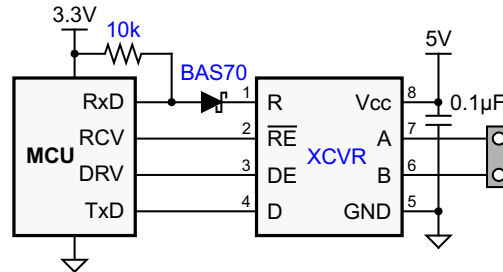 3.3V
10k
BAS70
5V
0.1µF
MCU
RxD
RCV
DRV
TxD
1
2
3
4
XCVR
R
RE
DE
D
Vcc
A
B
GND
8
7
6
5